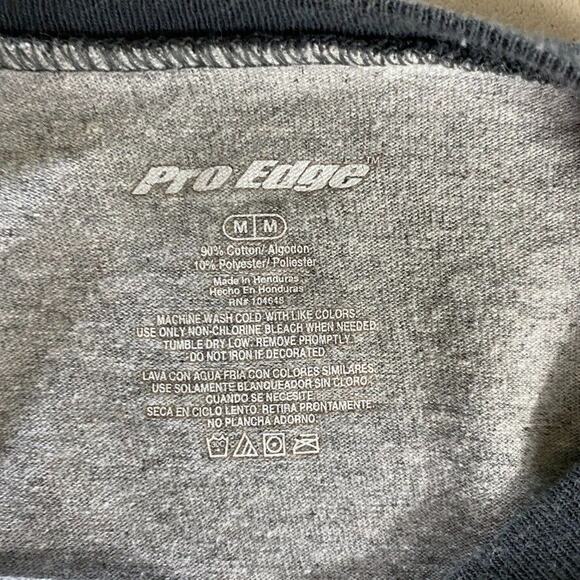 Pro Edge™
M M
90% Cotton/ Algodon
10% Polyester/ Poliester
Made In Honduras
Hecho En Honduras
RN# 104648
MACHINE WASH COLD WITH LIKE COLORS.
USE ONLY NON-CHLORINE BLEACH WHEN NEEDED.
TUMBLE DRY LOW. REMOVE PROMPTLY.
DO NOT IRON IF DECORATED.
LAVA CON AGUA FRIA CON COLORES SIMILARES.
USE SOLAMENTE BLANQUEADOR SIN CLORO
CUANDO SE NECESITE.
SECA EN CICLO LENTO. RETIRA PRONTAMENTE.
NO PLANCHA ADORNO.